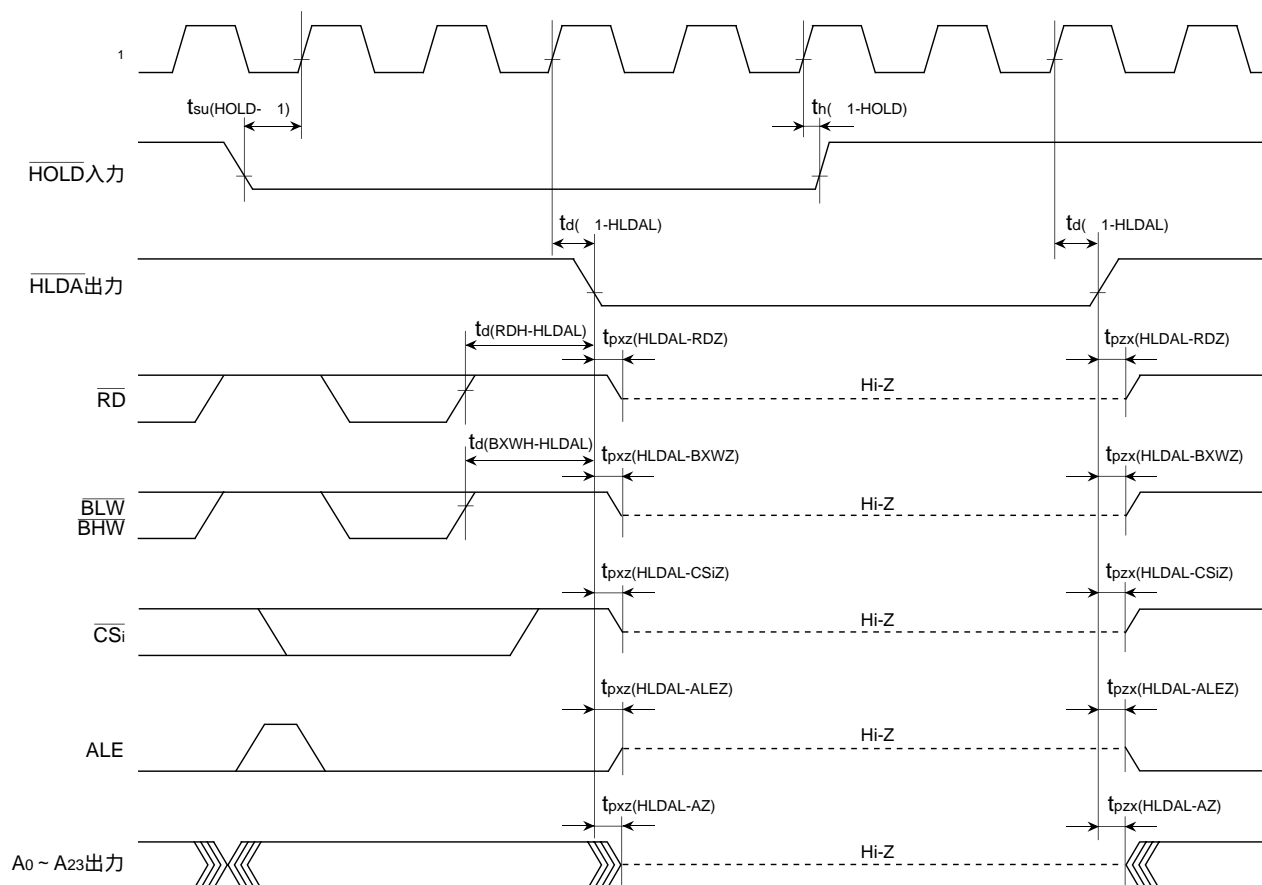 1
tsu(HOLD- 1)
th( 1-HOLD)
HOLD入力
td( 1-HLDAL)
td( 1-HLDAL)
HLDA出力
td(RDH-HLDAL)
tpxz(HLDAL-RDZ)
tpzx(HLDAL-RDZ)
RD
Hi-Z
td(BXWH-HLDAL)
tpxz(HLDAL-BXWZ)
tpzx(HLDAL-BXWZ)
BLW
BHW
Hi-Z
tpxz(HLDAL-CSiZ)
tpzx(HLDAL-CSiZ)
CSi
Hi-Z
tpxz(HLDAL-ALEZ)
tpzx(HLDAL-ALEZ)
ALE
Hi-Z
tpxz(HLDAL-AZ)
tpzx(HLDAL-AZ)
A0 ~ A23出力
Hi-Z